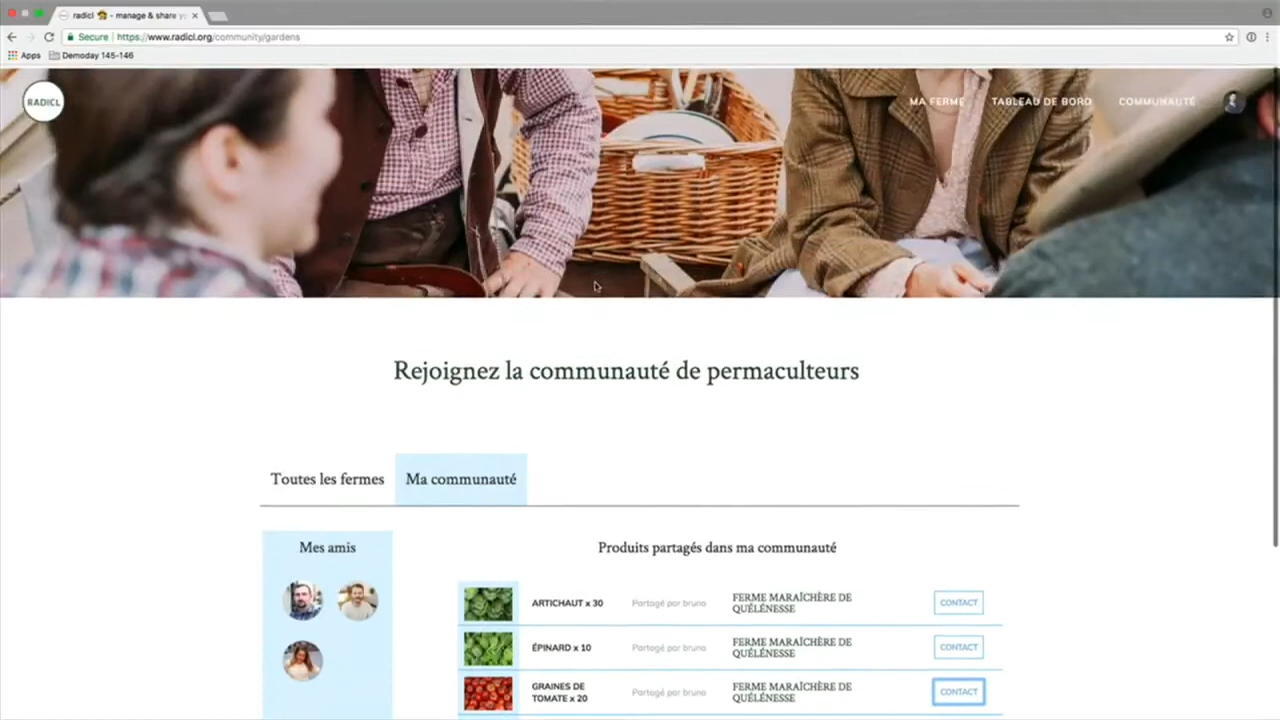 radicl - manage & share y
Secure https://www.radicl.org/community/gardens
Apps Demoday 145-146
RADICL
MA FERME TABLEAU DE BORD COMMUNAUTÉ
Rejoignez la communauté de permaculteurs
Toutes les fermes Ma communauté
Mes amis
Produits partagés dans ma communauté
ARTICHAUT x 30 Partagé par bruno FERME MARAÎCHÈRE DE
QUÉLÉNESSE CONTACT
ÉPINARD x 10 Partagé par bruno FERME MARAÎCHÈRE DE
QUÉLÉNESSE CONTACT
GRAINES DE
TOMATE x 20 Partagé par bruno FERME MARAÎCHÈRE DE
QUÉLÉNESSE CONTACT